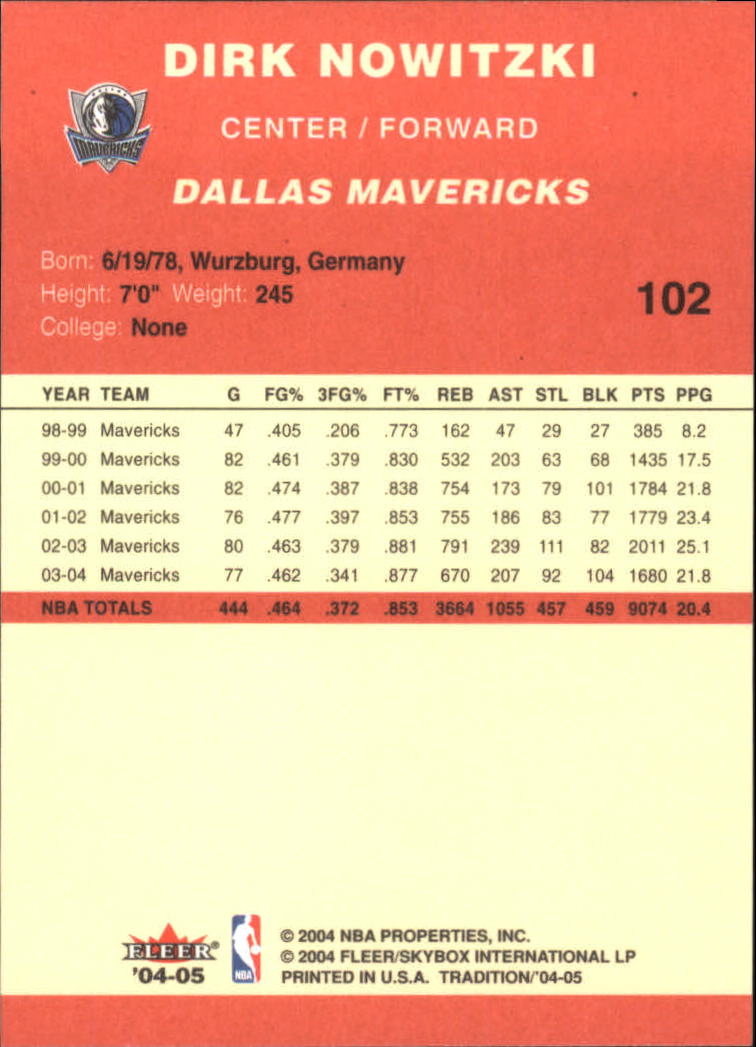 DIRK NOWITZKI
CENTER / FORWARD
MAVERICKS
DALLAS MAVERICKS
Born: 6/19/78, Wurzburg, Germany
Height: 7'0" Weight: 245
102
College: None
YEAR TEAM G FG% 3FG% FT% REB AST STL BLK PTS PPG
98-99 Mavericks 47 .405 .206 .773 162 47 29 27 385 8.2
99-00 Mavericks 82 .461 .379 .830 532 203 63 68 1435 17.5
00-01 Mavericks 82 .474 .387 .838 754 173 79 101 1784 21.8
01-02 Mavericks 76 .477 .397 .853 755 186 83 77 1779 23.4
02-03 Mavericks 80 .463 .379 .881 791 239 111 82 2011 25.1
03-04 Mavericks 77 .462 .341 .877 670 207 92 104 1680 21.8
NBA TOTALS 444 .464 .372 .853 3664 1055 457 459 9074 20.4
FLEER®
'04-05
NBA
© 2004 NBA PROPERTIES, INC.
© 2004 FLEER/SKYBOX INTERNATIONAL LP
PRINTED IN U.S.A. TRADITION/'04-05